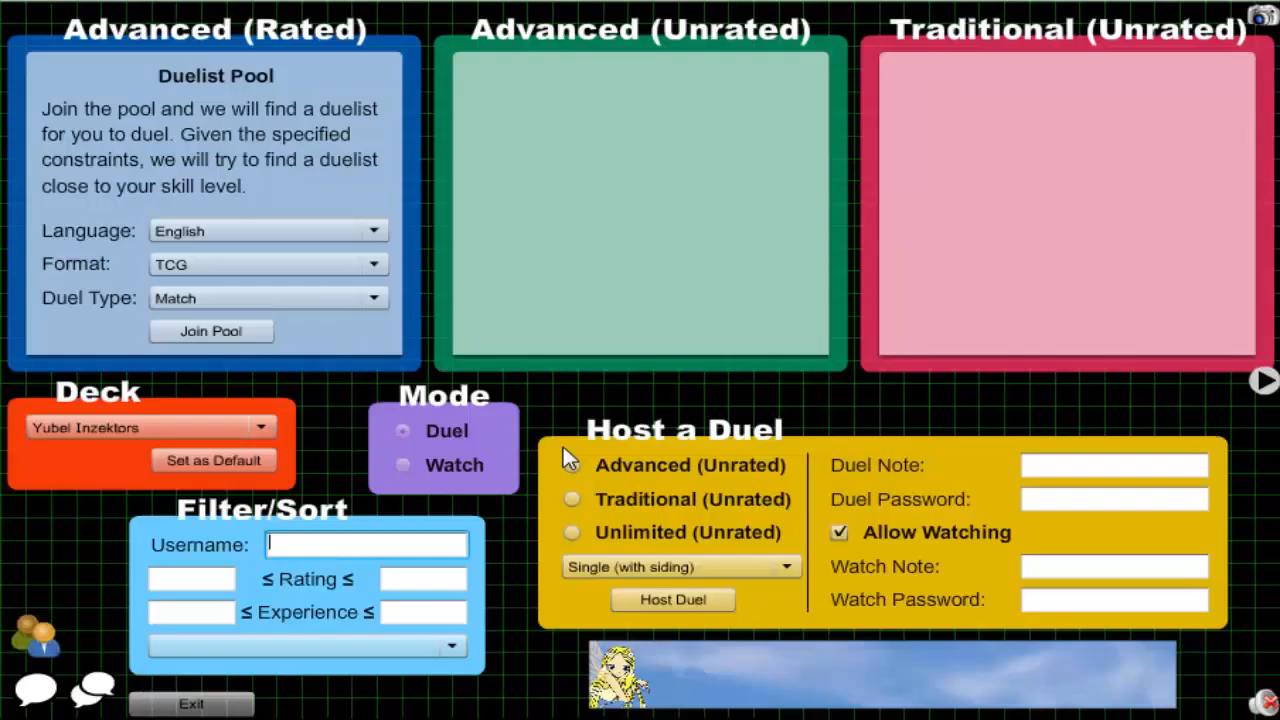 Advanced (Rated)
Duelist Pool
Join the pool and we will find a duelist
for you to duel. Given the specified
constraints, we will try to find a duelist
close to your skill level.
Language: English
Format: TCG
Duel Type: Match
Join Pool
Advanced (Unrated)
Traditional (Unrated)
Deck
Yubel Inzektors
Set as Default
Mode
Duel
Watch
Filter/Sort
Username:
≤ Rating ≤
≤ Experience ≤
Exit
Host a Duel
Advanced (Unrated)
Traditional (Unrated)
Unlimited (Unrated)
Single (with siding)
Host Duel
Duel Note:
Duel Password:
Allow Watching
Watch Note:
Watch Password: